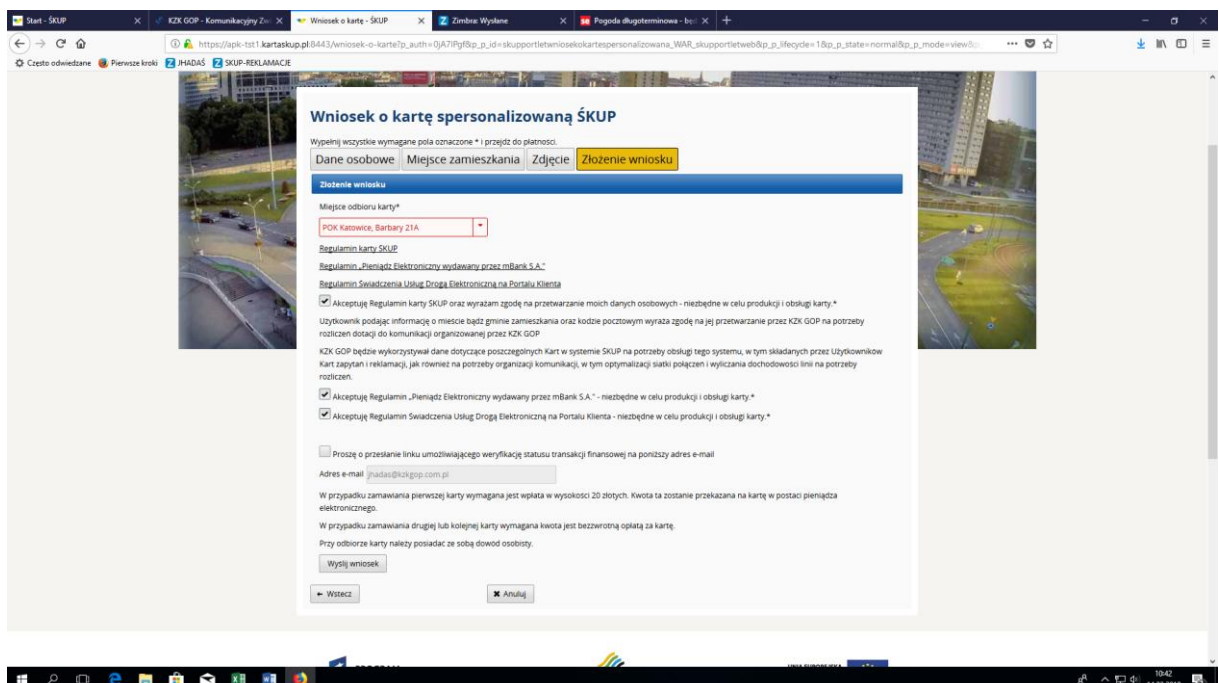 Start - ŚKUP
KZK GOP - Komunikacyjny Zwi
Wniosek o kartę - ŚKUP
Zimbra: Wysłane
Pogoda długoterminowa - będ
https://apk-tst1.kartaskup.pl:8443/wniosek-o-karte?p_auth=0jA7lPgf&p_p_id=skupportletwniosekokartespersonalizowana_WAR_skupportletweb&p_p_lifecycle=1&p_p_state=normal&p_p_mode=view&p
Często odwiedzane Pierwsze kroki JHADAŚ SKUP-REKLAMACJE
Wniosek o kartę spersonalizowaną ŚKUP
Wypełnij wszystkie wymagane pola oznaczone * i przejdź do płatności.
Dane osobowe Miejsce zamieszkania Zdjęcie Złożenie wniosku
Złożenie wniosku
Miejsce odbioru karty*
POK Katowice, Barbary 21A
Regulamin karty ŚKUP
Regulamin „Pieniądz Elektroniczny wydawany przez mBank S.A."
Regulamin Świadczenia Usług Drogą Elektroniczną na Portalu Klienta
Akceptuję Regulamin karty ŚKUP oraz wyrażam zgodę na przetwarzanie moich danych osobowych - niezbędne w celu produkcji i obsługi karty.*
Użytkownik podając informację o mieście bądź gminie zamieszkania oraz kodzie pocztowym wyraża zgodę na jej przetwarzanie przez KZK GOP na potrzeby
rozliczeń dotacji do komunikacji organizowanej przez KZK GOP
KZK GOP będzie wykorzystywał dane dotyczące poszczególnych Kart w systemie ŚKUP na potrzeby obsługi tego systemu, w tym składanych przez Użytkowników
Kart zapytań i reklamacji, jak również na potrzeby organizacji komunikacji, w tym optymalizacji siatki połączeń i wyliczania dochodowości linii na potrzeby
rozliczeń.
Akceptuję Regulamin „Pieniądz Elektroniczny wydawany przez mBank S.A." - niezbędne w celu produkcji i obsługi karty.*
Akceptuję Regulamin Świadczenia Usług Drogą Elektroniczną na Portalu Klienta - niezbędne w celu produkcji i obsługi karty.*
Proszę o przesłanie linku umożliwiającego weryfikację statusu transakcji finansowej na poniższy adres e-mail
Adres e-mail jhadas@kzkgop.com.pl
W przypadku zamawiania pierwszej karty wymagana jest wpłata w wysokości 20 złotych. Kwota ta zostanie przekazana na kartę w postaci pieniądza
elektronicznego.
W przypadku zamawiania drugiej lub kolejnej karty wymagana kwota jest bezzwrotną opłatą za kartę.
Przy odbiorze karty należy posiadać ze sobą dowód osobisty.
Wyślij wniosek
Wstecz Anuluj
10:42